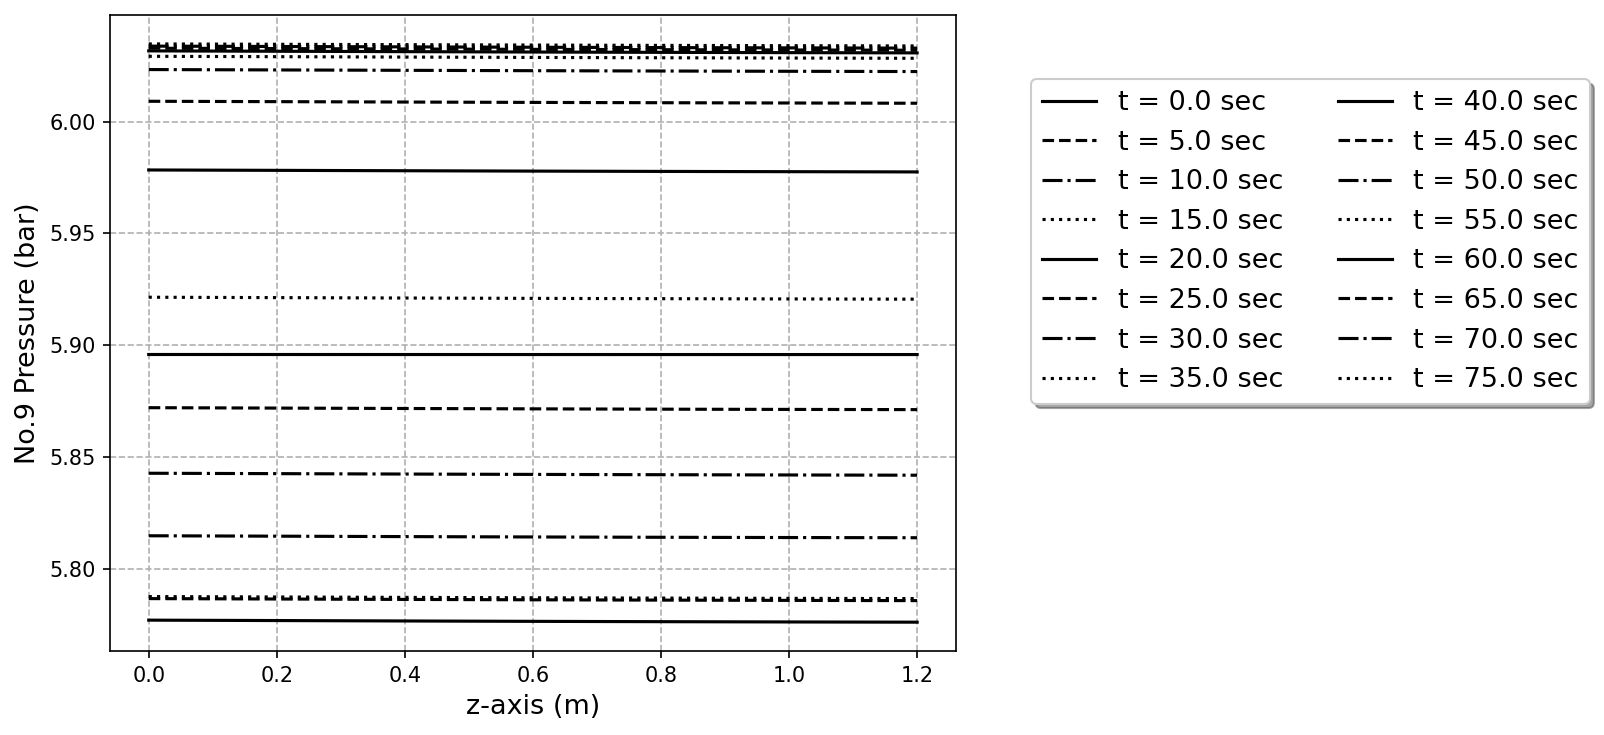 No.9 Pressure (bar)
6.00
5.95
5.90
5.85
5.80
0.0 0.2 0.4 0.6 0.8 1.0 1.2
z-axis (m)
t = 0.0 sec
t = 5.0 sec
t = 10.0 sec
t = 15.0 sec
t = 20.0 sec
t = 25.0 sec
t = 30.0 sec
t = 35.0 sec
t = 40.0 sec
t = 45.0 sec
t = 50.0 sec
t = 55.0 sec
t = 60.0 sec
t = 65.0 sec
t = 70.0 sec
t = 75.0 sec